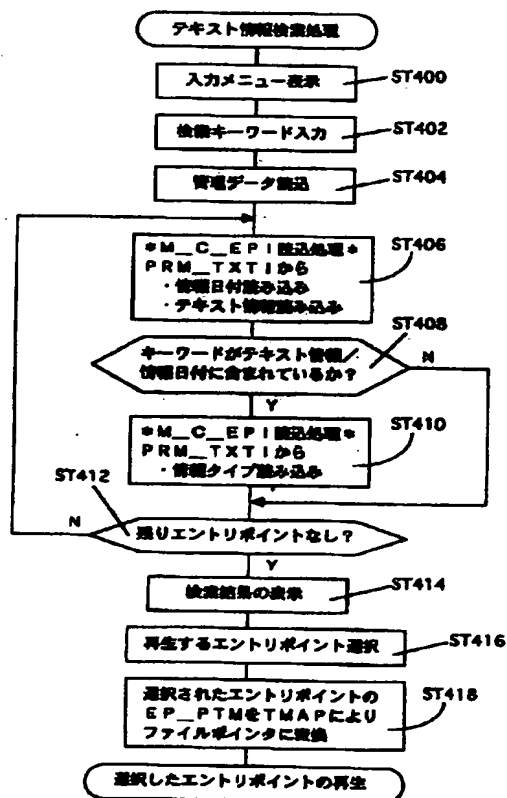 テキスト情報検索処理
入力メニュー表示
ST400
検索キーワード入力
ST402
管理データ読込
ST404
*M__C__EPI読込処理*
PRM__TXTIから
・情報日付読み込み
・テキスト情報読み込み
ST406
キーワードがテキスト情報/
情報日付に含まれているか?
ST408
N
Y
*M__C__EPI読込処理*
PRM__TXTIから
・情報タイプ読み込み
ST410
ST412
N
残りエントリポイントなし?
Y
検索結果の表示
ST414
再生するエントリポイント選択
ST416
選択されたエントリポイントの
EP__PTMをTMAPにより
ファイルポインタに変換
ST418
選択したエントリポイントの再生